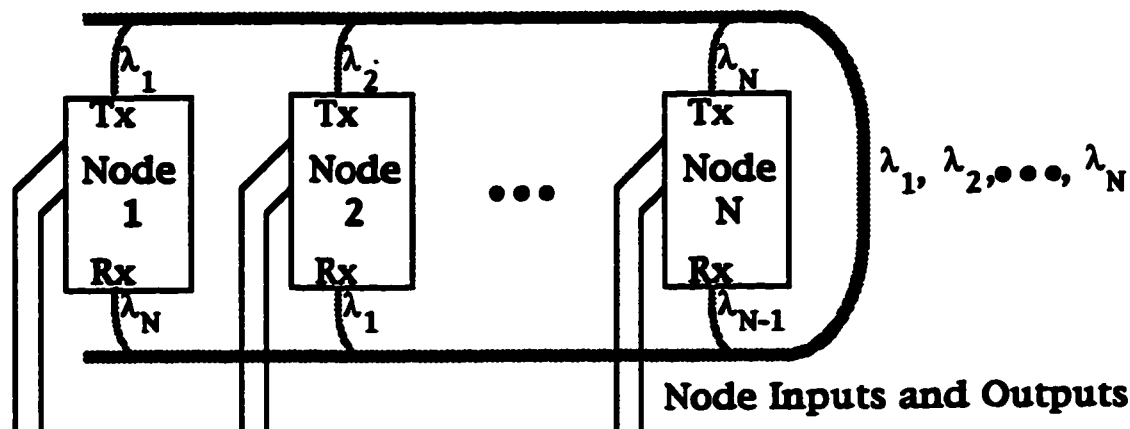 λ1 λ2 λN
Tx Tx Tx
Node Node Node
1 2 ••• N
λ1, λ2,•••, λN
Rx Rx Rx
λN λ1 λN-1
Node Inputs and Outputs